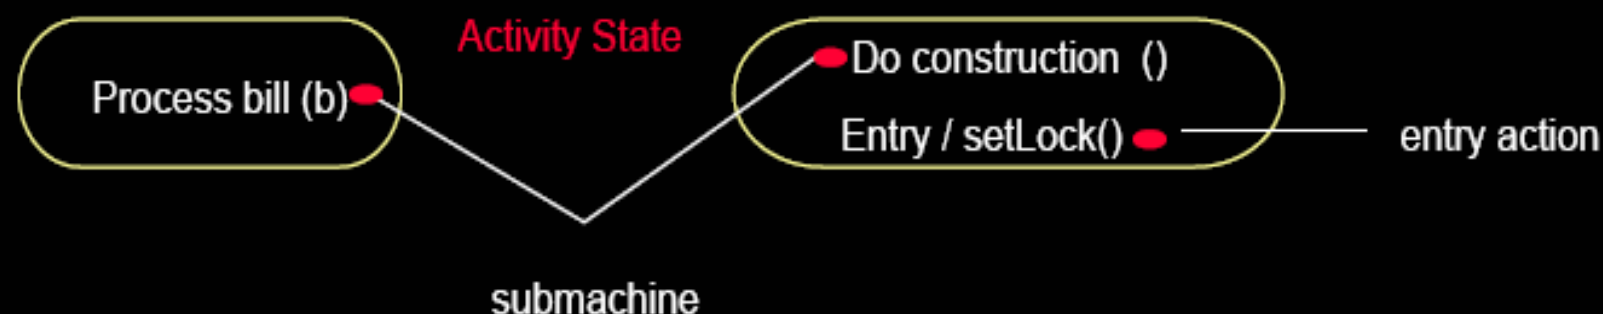 Activity State
Process bill (b)
Do construction ()
Entry / setLock()
entry action
submachine